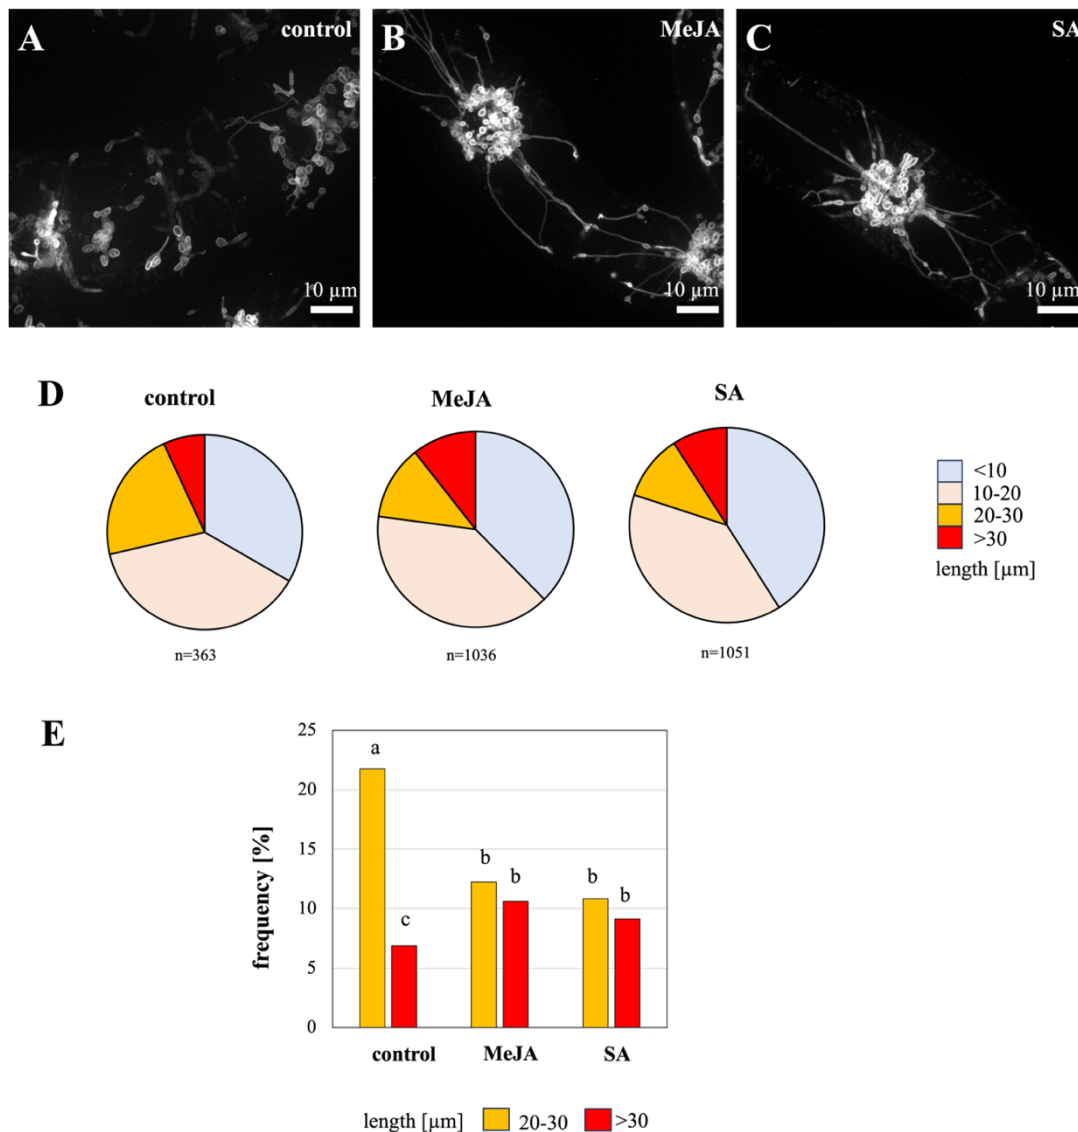 A control
B MeJA
C SA
10 µm
10 µm
10 µm
D
control
MeJA
SA
<10
10-20
20-30
>30
length [µm]
n=363
n=1036
n=1051
E
25
20
15
10
5
0
frequency [%]
a
c
b
b
b
b
control
MeJA
SA
length [µm] 20-30 >30